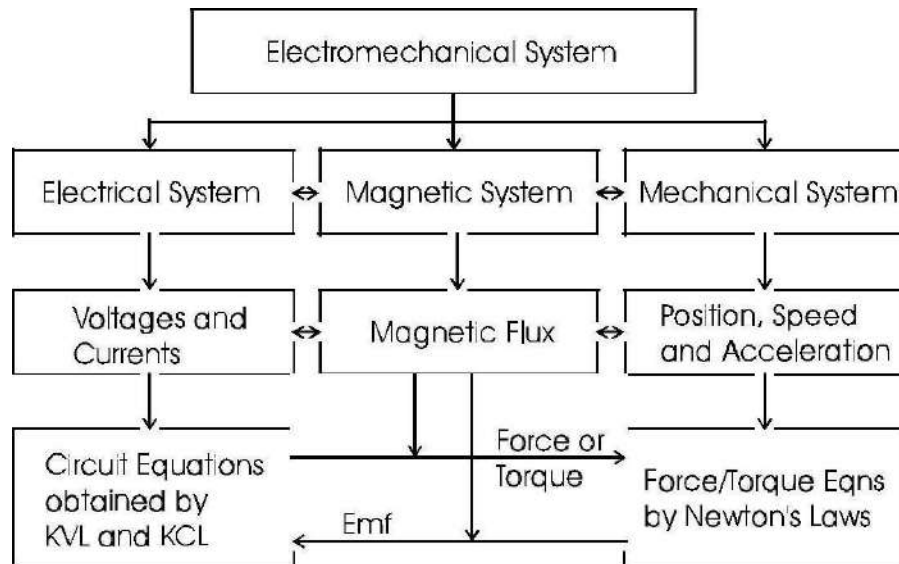 Electromechanical System
Electrical System
Magnetic System
Mechanical System
Voltages and
Currents
Magnetic Flux
Position, Speed
and Acceleration
Circuit Equations
obtained by
KVL and KCL
Force or
Torque
Emf
Force/Torque Eqns
by Newton's Laws